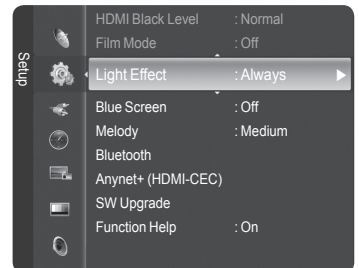 Setup
HDMI Black Level : Normal
Film Mode : Off
Light Effect : Always
Blue Screen : Off
Melody : Medium
Bluetooth
Anynet+ (HDMI-CEC)
SW Upgrade
Function Help : On